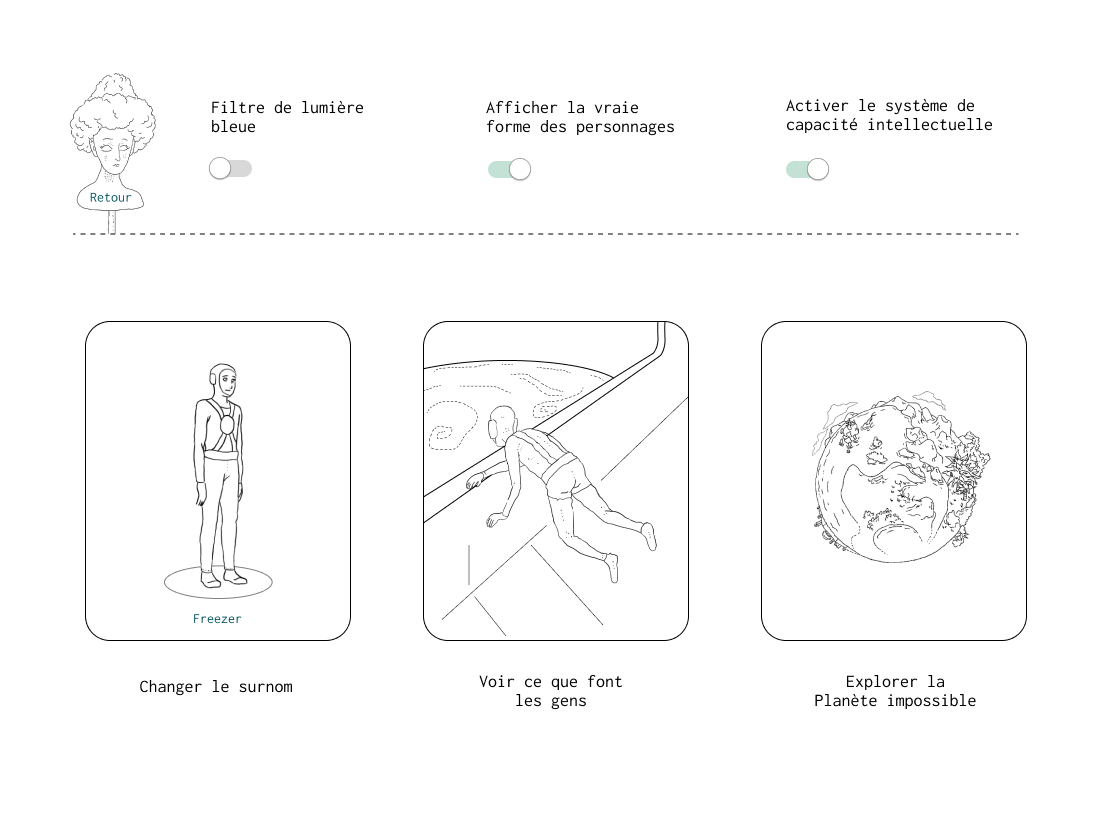 Filtre de lumière
bleue
Afficher la vraie
forme des personnages
Activer le système de
capacité intellectuelle
Retour
Freezer
Changer le surnom
Voir ce que font
les gens
Explorer la
Planète impossible